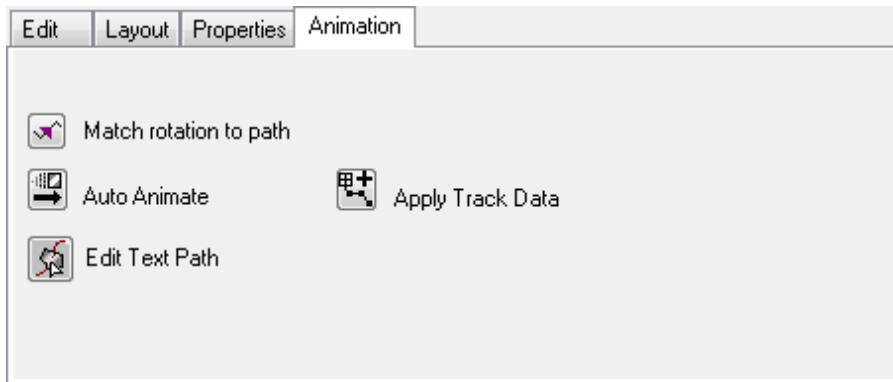 Edit Layout Properties Animation
Match rotation to path
Auto Animate Apply Track Data
Edit Text Path